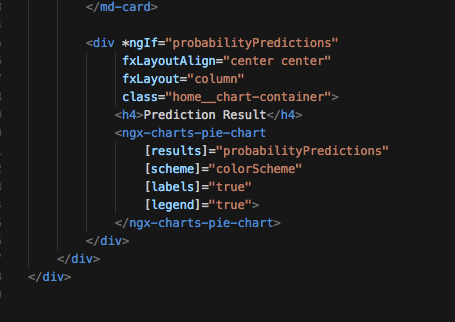 </md-card>
<div *ngIf="probabilityPredictions"
fxLayoutAlign="center center"
fxLayout="column"
class="home__chart-container">
<h4>Prediction Result</h4>
<ngx-charts-pie-chart
[results]="probabilityPredictions"
[scheme]="colorScheme"
[labels]="true"
[legend]="true">
</ngx-charts-pie-chart>
</div>
</div>
</div>